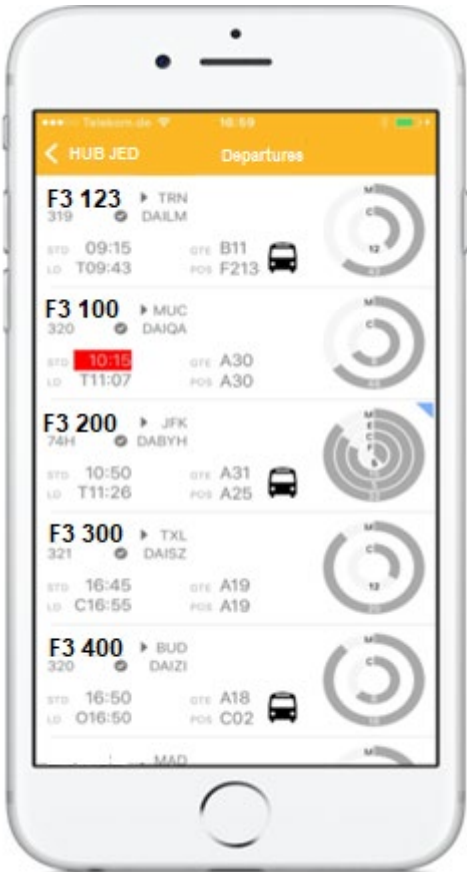 Telekom.de 16:59
HUB JED Departures
F3 123 TRN
319 DAILM
STD 09:15 GTE B11
LD T09:43 POS F213
M
C
12
42
F3 100 MUC
320 DAIQA
STD 10:15 GTE A30
LD T11:07 POS A30
M
C
F3 200 JFK
74H DABYH
STD 10:50 GTE A31
LD T11:26 POS A25
M
E
C
F
F3 300 TXL
321 DAISZ
STD 16:45 GTE A19
LD C16:55 POS A19
M
C
12
F3 400 BUD
320 DAIZI
STD 16:50 GTE A18
LD O16:50 POS C02
M
C
MAD
M